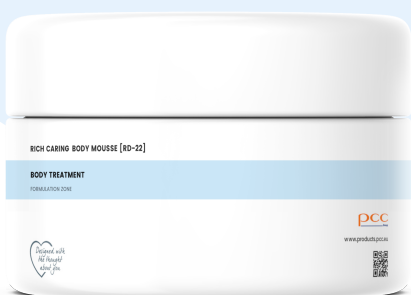 RICH CARING BODY MOUSSE [RD-22]
BODY TREATMENT
FORMULATION ZONE
pcc
www.products.pcc.eu
Designed with
the thought
about you